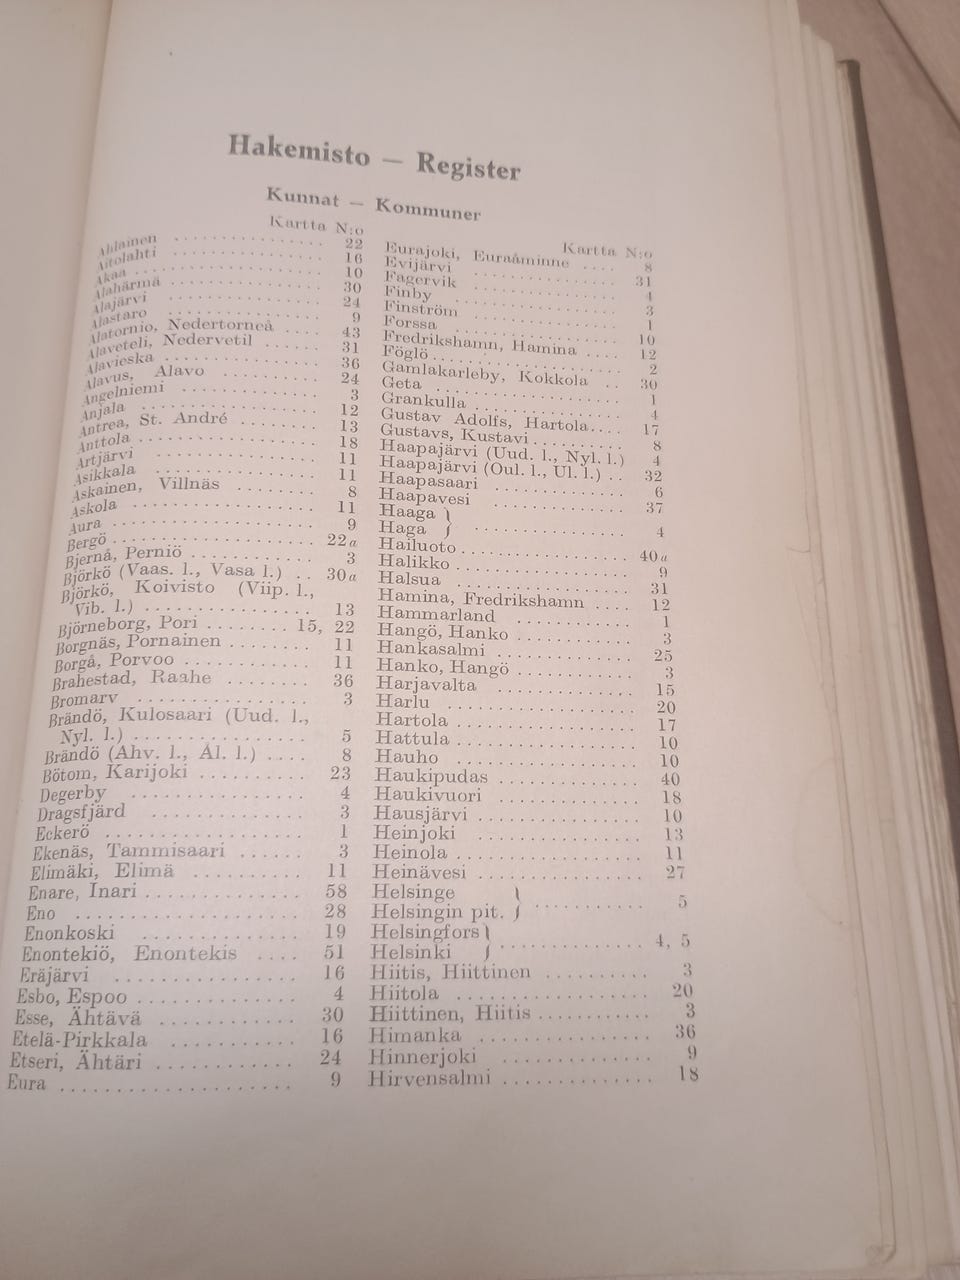 Hakemisto — Register
Kunnat — Kommuner
Kartta N:o
Ahlainen ............... 22
Aitolahti ............... 16
Akaa ............... 10
Alahärmä ............... 30
Alajärvi ............... 24
Alastaro ............... 9
Alatornio, Nedertorneå .... 43
Alaveteli, Nedervetil ...... 31
Alavieska ............... 36
Alavus, Alavo .......... 24
Angelniemi ............ 3
Anjala ............... 12
Antrea, St. André ........ 13
Anttola ............... 18
Artjärvi ............... 11
Asikkala ............... 11
Askainen, Villnäs ........ 8
Askola ............... 11
Aura ............... 9
Bergö ............... 22a
Bjernå, Perniö ............ 3
Björkö (Vaas. l., Vasa l.) .. 30a
Björkö, Koivisto (Viip. l.,
Vib. l.) ............... 13
Björneborg, Pori ........ 15, 22
Borgnäs, Pornainen ........ 11
Borgå, Porvoo ............ 11
Brahestad, Raahe ........ 36
Bromarv ............... 3
Brändö, Kulosaari (Uud. l.,
Nyl. l.) ............... 5
Brändö (Ahv. l., Ål. l.) .... 8
Bötom, Karijoki .......... 23
Degerby ............... 4
Dragsfjärd ............ 3
Eckerö ............... 1
Ekenäs, Tammisaari ...... 3
Elimäki, Elimä .......... 11
Enare, Inari ............ 58
Eno ............... 28
Enonkoski ............ 19
Enontekiö, Enontekis .... 51
Eräjärvi ............... 16
Esbo, Espoo ............ 4
Esse, Ähtävä ............ 30
Etelä-Pirkkala .......... 16
Etseri, Ähtäri ............ 24
Eura ............... 9
Kartta N:o
Eurajoki, Euraåminne .... 8
Evijärvi ............... 31
Fagervik ............... 4
Finby ............... 3
Finström ............... 1
Forssa ............... 10
Fredrikshamn, Hamina .... 12
Föglö ............... 2
Gamlakarleby, Kokkola .. 30
Geta ............... 1
Grankulla ............... 4
Gustav Adolfs, Hartola .... 17
Gustavs, Kustavi .......... 8
Haapajärvi (Uud. l., Nyl. l.) 4
Haapajärvi (Oul. l., Ul. l.) .. 32
Haapasaari ............ 6
Haapavesi ............ 37
Haaga }
Haga } ............ 4
Hailuoto ............... 40a
Halikko ............... 9
Halsua ............... 31
Hamina, Fredrikshamn .... 12
Hammarland ............ 1
Hangö, Hanko ............ 3
Hankasalmi ............ 25
Hanko, Hangö ............ 3
Harjavalta ............ 15
Harlu ............... 20
Hartola ............... 17
Hattula ............... 10
Hauho ............... 10
Haukipudas ............ 40
Haukivuori ............ 18
Hausjärvi ............ 10
Heinjoki ............ 13
Heinola ............... 11
Heinävesi ............ 27
Helsinge }
Helsingin pit. } .......... 5
Helsingfors }
Helsinki } ............ 4, 5
Hiitis, Hiittinen .......... 3
Hiitola ............... 20
Hiittinen, Hiitis ............ 3
Himanka ............... 36
Hinnerjoki ............ 9
Hirvensalmi ............ 18